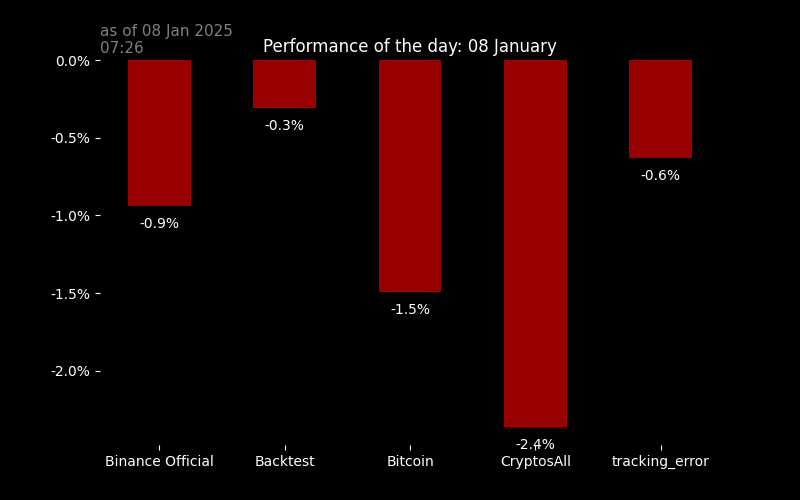 as of 08 Jan 2025
07:26
Performance of the day: 08 January
0.0%
-0.5%
-1.0%
-1.5%
-2.0%
-0.9%
-0.3%
-1.5%
-2.4%
-0.6%
Binance Official
Backtest
Bitcoin
CryptosAll
tracking_error